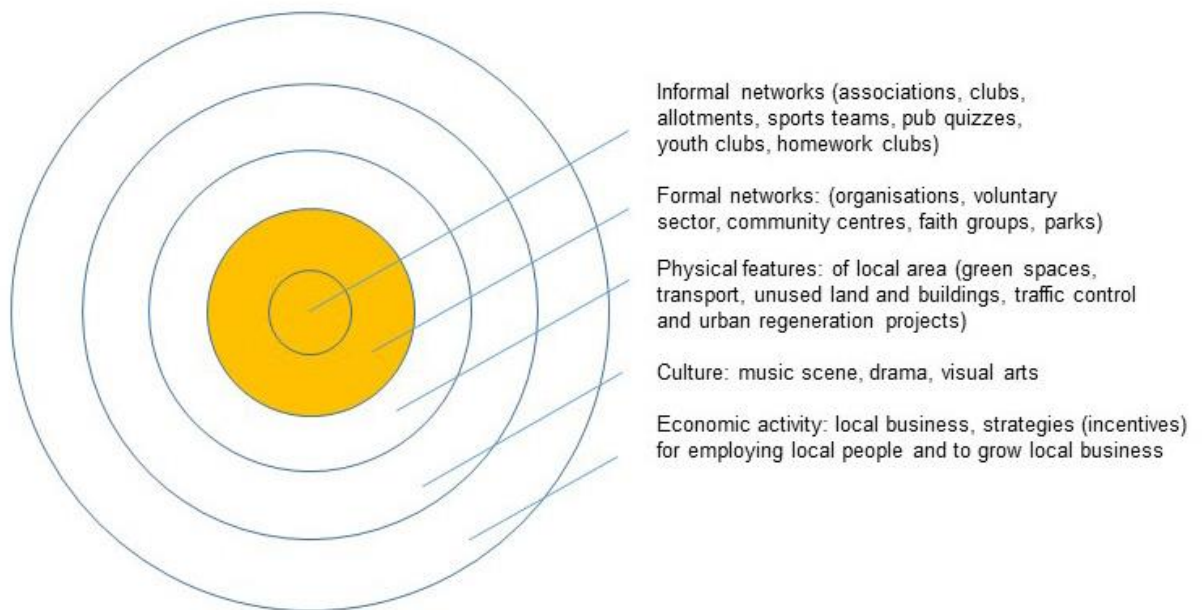 Informal networks (associations, clubs,
allotments, sports teams, pub quizzes,
youth clubs, homework clubs)
Formal networks: (organisations, voluntary
sector, community centres, faith groups, parks)
Physical features: of local area (green spaces,
transport, unused land and buildings, traffic control
and urban regeneration projects)
Culture: music scene, drama, visual arts
Economic activity: local business, strategies (incentives)
for employing local people and to grow local business